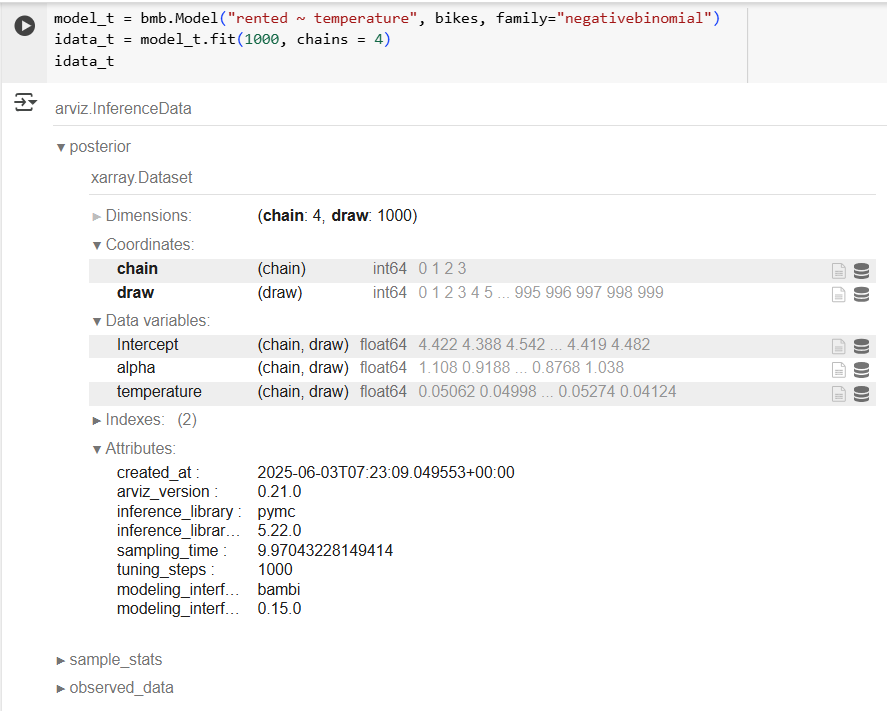 model_t = bmb.Model("rented ~ temperature", bikes, family="negativebinomial")
idata_t = model_t.fit(1000, chains = 4)
idata_t
arviz.InferenceData
▼ posterior
xarray.Dataset
► Dimensions: (chain: 4, draw: 1000)
▼ Coordinates:
chain (chain) int64 0 1 2 3
draw (draw) int64 0 1 2 3 4 5 ... 995 996 997 998 999
▼ Data variables:
Intercept (chain, draw) float64 4.422 4.388 4.542 ... 4.419 4.482
alpha (chain, draw) float64 1.108 0.9188 ... 0.8768 1.038
temperature (chain, draw) float64 0.05062 0.04998 ... 0.05274 0.04124
► Indexes: (2)
▼ Attributes:
created_at : 2025-06-03T07:23:09.049553+00:00
arviz_version : 0.21.0
inference_library : pymc
inference_librar... 5.22.0
sampling_time : 9.97043228149414
tuning_steps : 1000
modeling_interf... bambi
modeling_interf... 0.15.0
► sample_stats
► observed_data